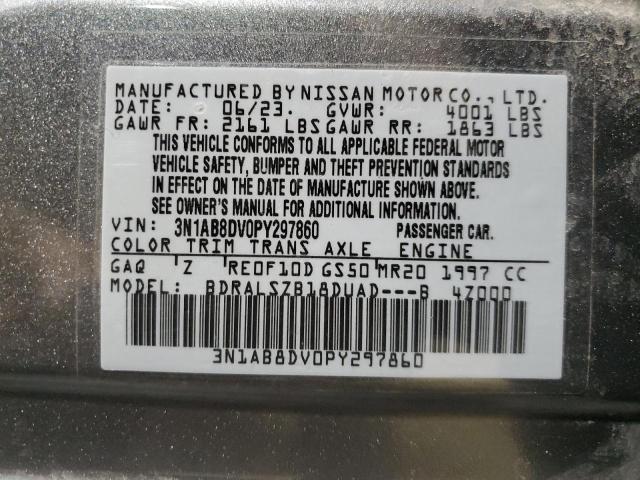 MANUFACTURED BY NISSAN MOTOR CO., LTD.
DATE: 06/23. GVWR: 4001 LBS
GAWR FR: 2161 LBS GAWR RR: 1863 LBS
THIS VEHICLE CONFORMS TO ALL APPLICABLE FEDERAL MOTOR
VEHICLE SAFETY, BUMPER AND THEFT PREVENTION STANDARDS
IN EFFECT ON THE DATE OF MANUFACTURE SHOWN ABOVE.
SEE OWNER'S MANUAL FOR ADDITIONAL INFORMATION.
VIN: 3N1AB8DV0PY297860 PASSENGER CAR.
COLOR TRIM TRANS AXLE ENGINE
GAQ Z RE0F10D GS50 MR20 1997 CC
MODEL: BDRALSZB18DUAD---B 4Z000
3N1AB8DV0PY297860